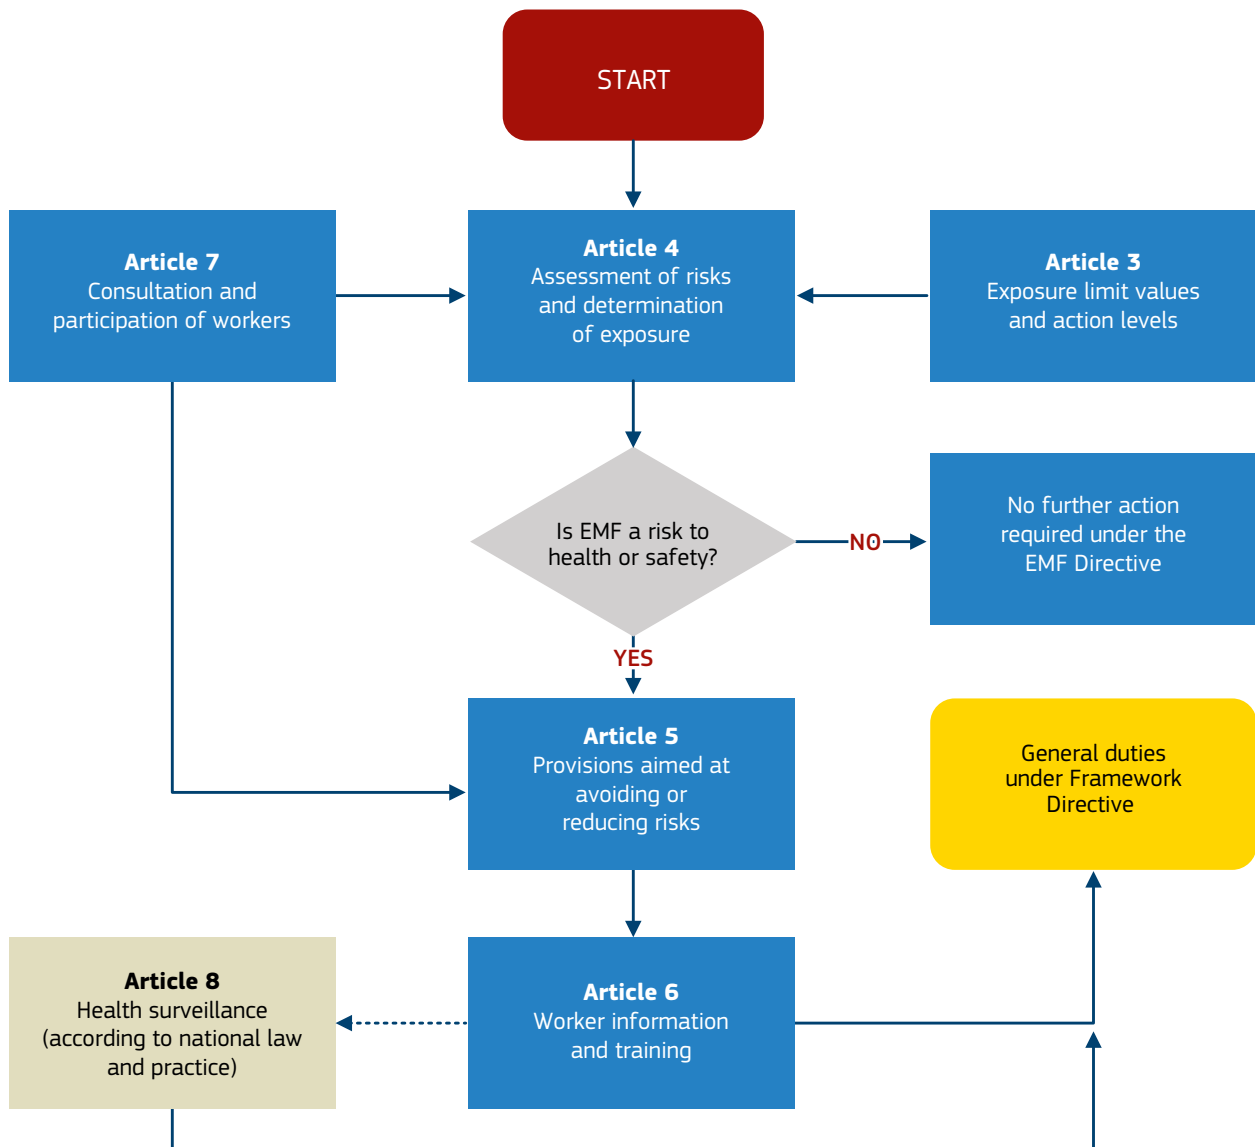 START
Article 7
Consultation and
participation of workers
Article 4
Assessment of risks
and determination
of exposure
Article 3
Exposure limit values
and action levels
Is EMF a risk to
health or safety?
NO
No further action
required under the
EMF Directive
YES
Article 5
Provisions aimed at
avoiding or
reducing risks
General duties
under Framework
Directive
Article 8
Health surveillance
(according to national law
and practice)
Article 6
Worker information
and training